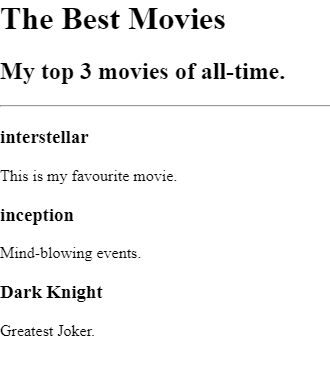 The Best Movies
My top 3 movies of all-time.
interstellar
This is my favourite movie.
inception
Mind-blowing events.
Dark Knight
Greatest Joker.